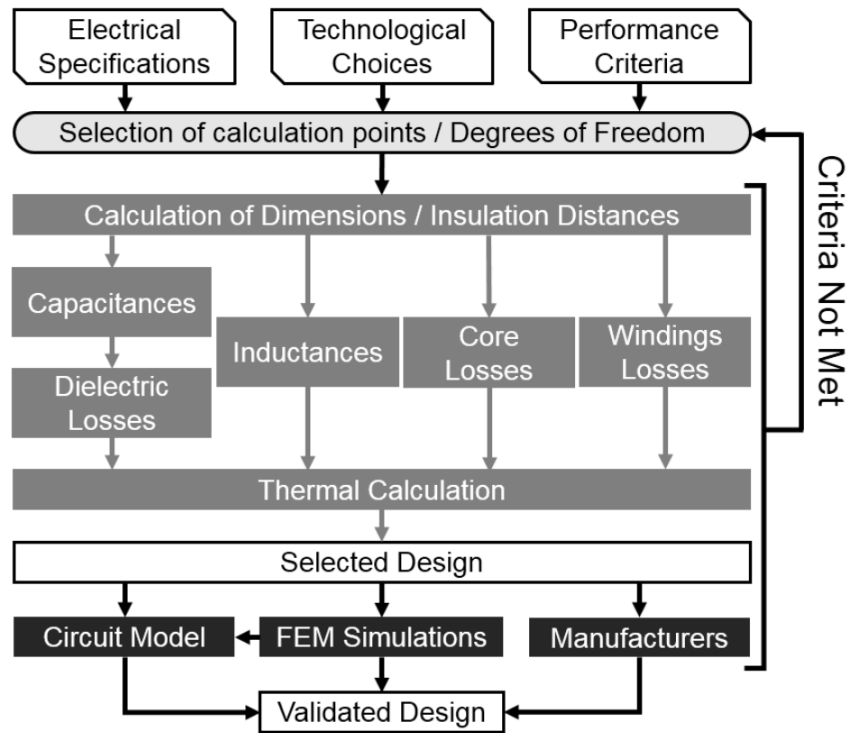 Electrical
Specifications
Technological
Choices
Performance
Criteria
Selection of calculation points / Degrees of Freedom
Calculation of Dimensions / Insulation Distances
Capacitances
Dielectric
Losses
Inductances
Core
Losses
Windings
Losses
Thermal Calculation
Selected Design
Circuit Model
FEM Simulations
Manufacturers
Validated Design
Criteria Not Met